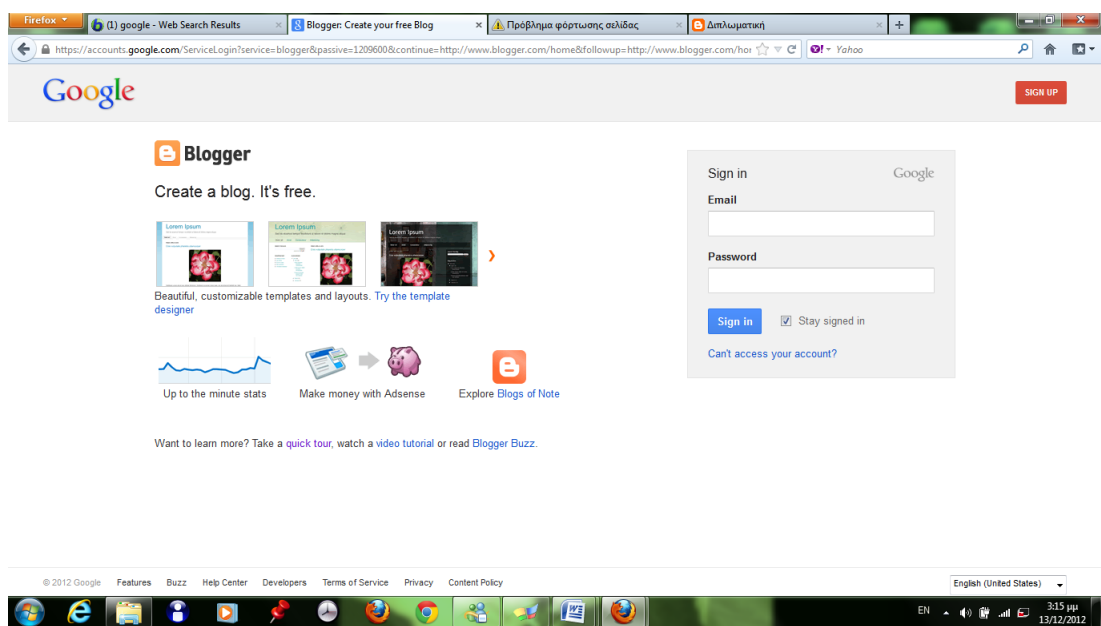 Firefox
(1) google - Web Search Results
Blogger: Create your free Blog
Πρόβλημα φόρτωσης σελίδας
Διπλωματική
https://accounts.google.com/ServiceLogin?service=blogger&passive=1209600&continue=http://www.blogger.com/home&followup=http://www.blogger.com/hor
Yahoo
Google
SIGN UP
Blogger
Create a blog. It's free.
Lorem Ipsum
Lorem Ipsum
Lorem Ipsum
Beautiful, customizable templates and layouts. Try the template
designer
Up to the minute stats
Make money with Adsense
Explore Blogs of Note
Want to learn more? Take a quick tour, watch a video tutorial or read Blogger Buzz.
Sign in
Google
Email
Password
Sign in
Stay signed in
Can't access your account?
© 2012 Google Features Buzz Help Center Developers Terms of Service Privacy Content Policy
English (United States)
EN
3:15 μμ
13/12/2012